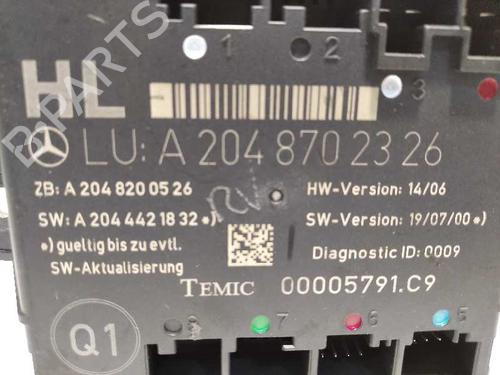 1 2
HL
3
LU: A 204 870 23 26
ZB: A 204 820 05 26
HW-Version: 14/06
SW: A 204 442 18 32 *)
SW-Version: 19/07/00 *)
*) gueltig bis zu evtl.
SW-Aktualisierung
Diagnostic ID: 0009
TEMIC 00005791.C9
Q1
8 7 6 5
B-PARTS